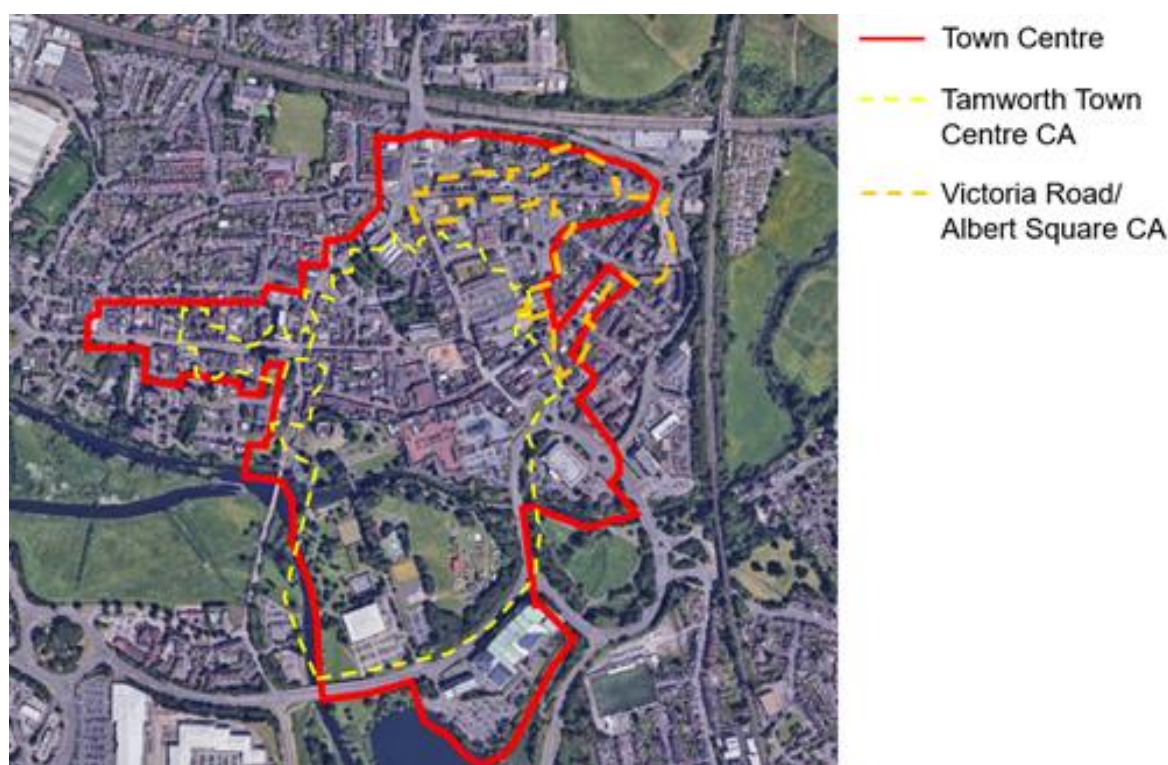 Town Centre
Tamworth Town
Centre CA
Victoria Road/
Albert Square CA